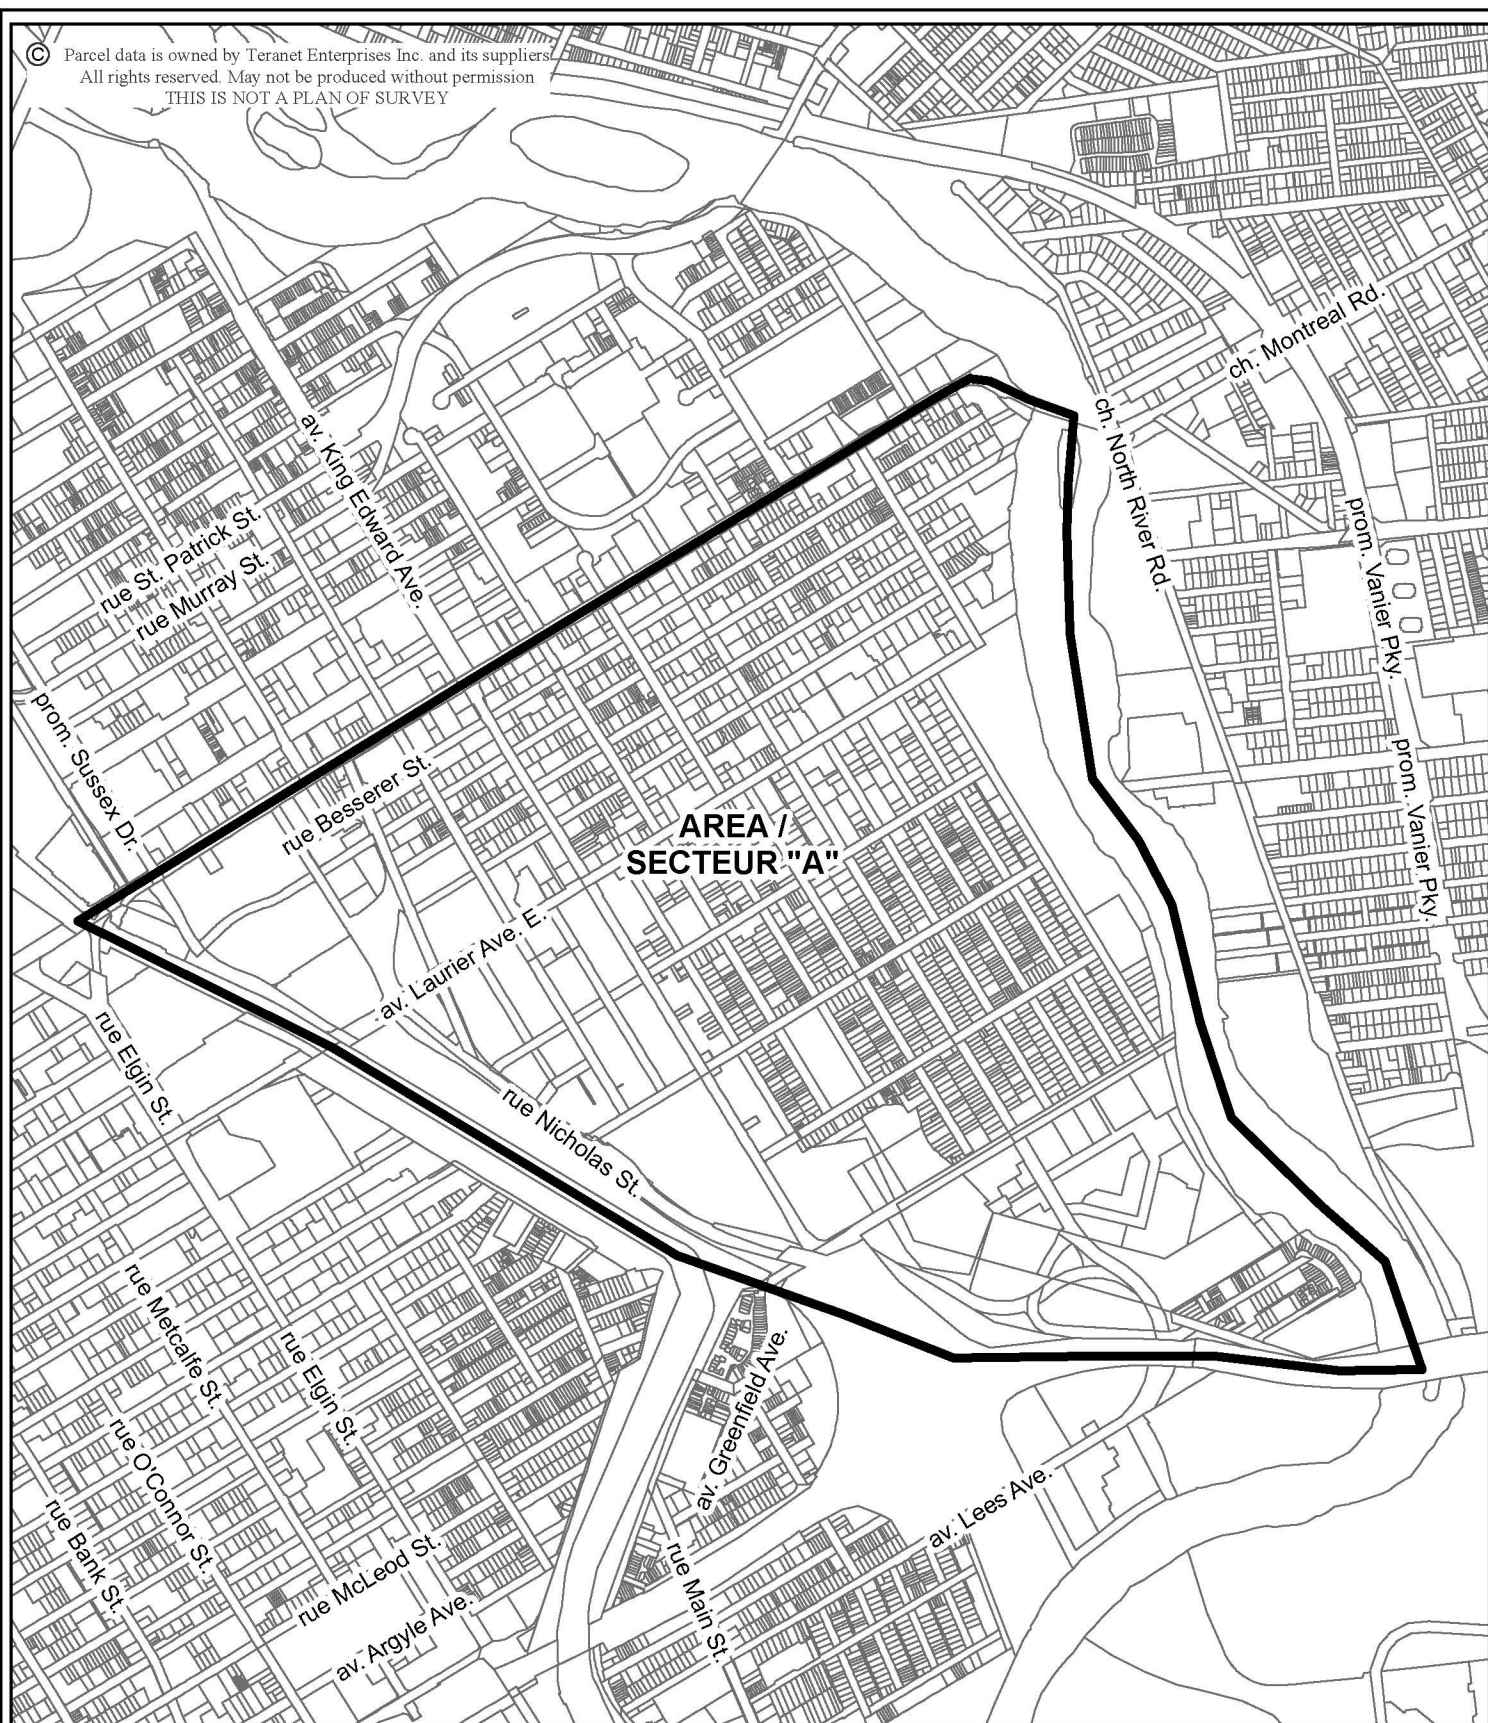 © Parcel data is owned by Teranet Enterprises Inc. and its suppliers
All rights reserved. May not be produced without permission
THIS IS NOT A PLAN OF SURVEY
ch. Montreal Rd.
av. King Edward Ave.
ch. North River Rd.
rue St. Patrick St.
rue Murray St.
prom. Vanier Pky.
prom. Sussex Dr.
rue Besserer St.
prom. Vanier Pky.
AREA /
SECTEUR "A"
av. Laurier Ave. E.
rue Elgin St.
rue Nicholas St.
rue Metcalfe St.
rue Elgin St.
av. Greenfield Ave.
rue O'Connor St.
rue Bank St.
av. Lees Ave.
rue McLeod St.
rue Main St.
av. Argyle Ave.